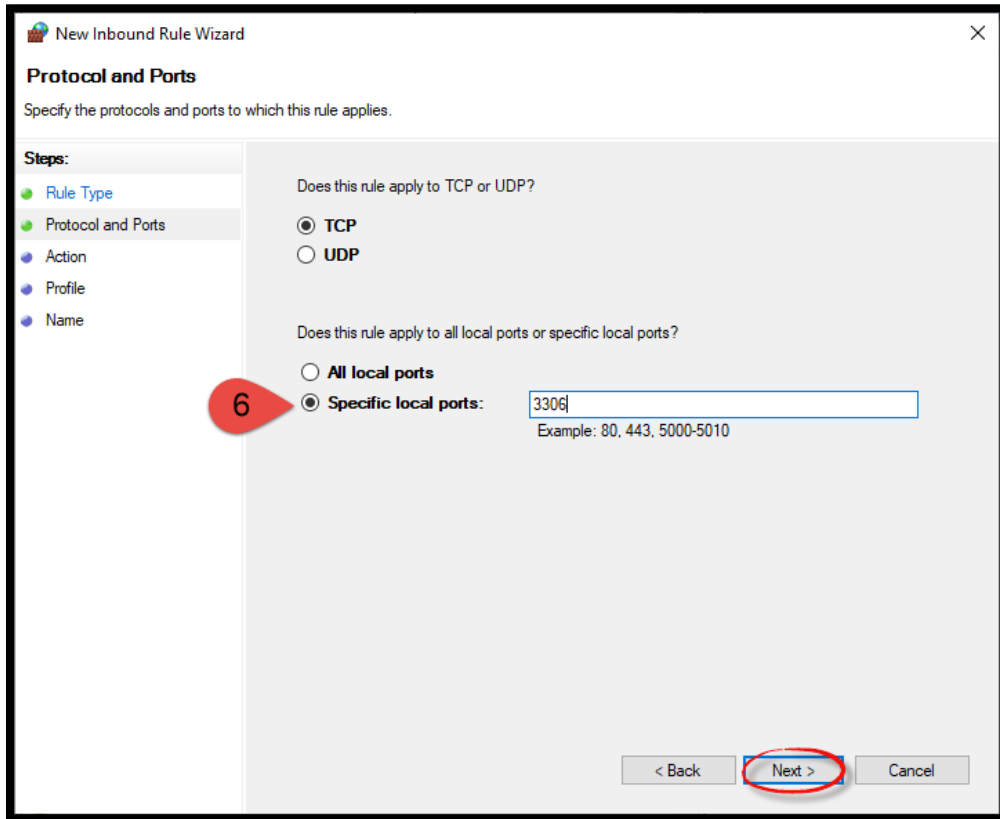 New Inbound Rule Wizard
Protocol and Ports
Specify the protocols and ports to which this rule applies.
Steps:
Rule Type
Protocol and Ports
Action
Profile
Name
Does this rule apply to TCP or UDP?
TCP
UDP
Does this rule apply to all local ports or specific local ports?
All local ports
6
Specific local ports: 3306
Example: 80, 443, 5000-5010
< Back Next > Cancel